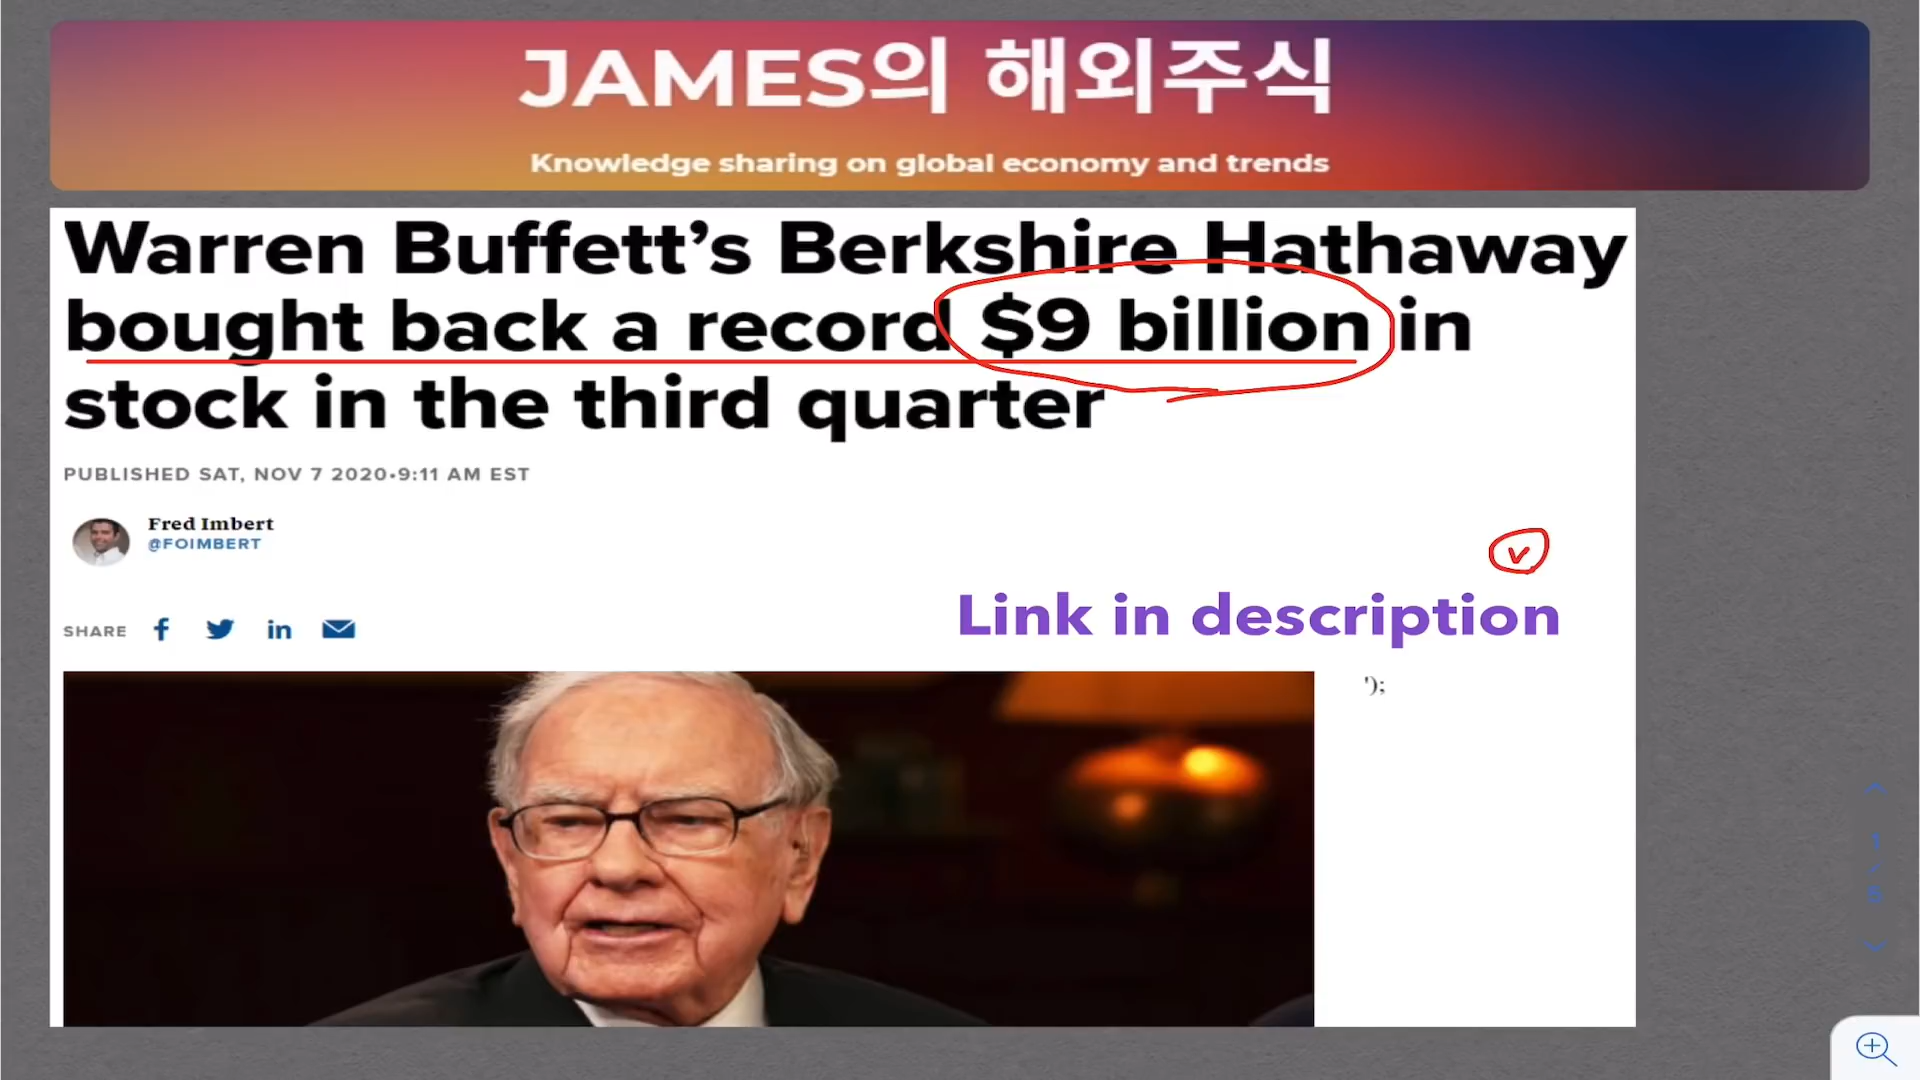 JAMES의 해외주식
Knowledge sharing on global economy and trends
Warren Buffett’s Berkshire Hathaway
bought back a record $9 billion in
stock in the third quarter
PUBLISHED SAT, NOV 7 2020•9:11 AM EST
Fred Imbert
@FOIMBERT
v
Link in description
SHARE f in
');